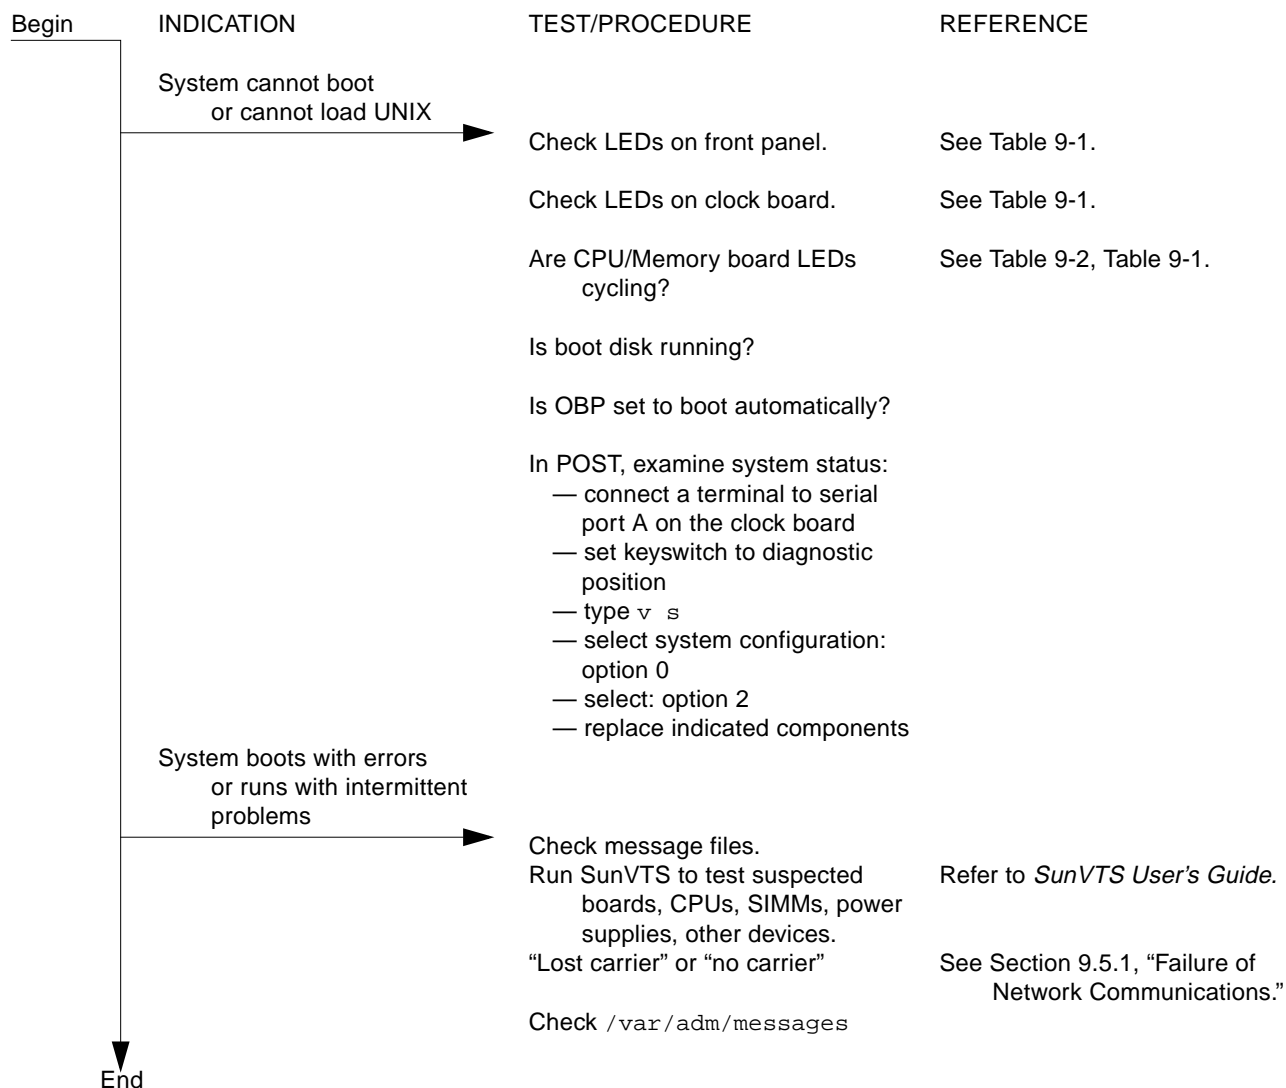 Begin INDICATION TEST/PROCEDURE REFERENCE
System cannot boot
or cannot load UNIX
Check LEDs on front panel. See Table 9-1.
Check LEDs on clock board. See Table 9-1.
Are CPU/Memory board LEDs See Table 9-2, Table 9-1.
cycling?
Is boot disk running?
Is OBP set to boot automatically?
In POST, examine system status:
— connect a terminal to serial
port A on the clock board
— set keyswitch to diagnostic
position
— type v s
— select system configuration:
option 0
— select: option 2
— replace indicated components
System boots with errors
or runs with intermittent
problems
Check message files.
Run SunVTS to test suspected Refer to SunVTS User's Guide.
boards, CPUs, SIMMs, power
supplies, other devices.
“Lost carrier” or “no carrier” See Section 9.5.1, “Failure of
Network Communications.”
Check /var/adm/messages
End